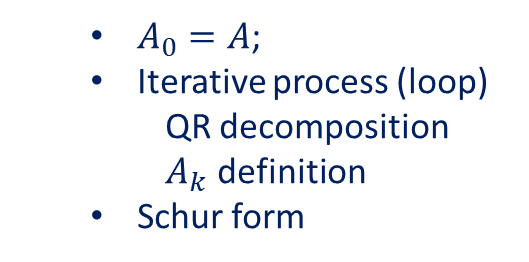 • A₀ = A;
• Iterative process (loop)
QR decomposition
Aₖ definition
• Schur form